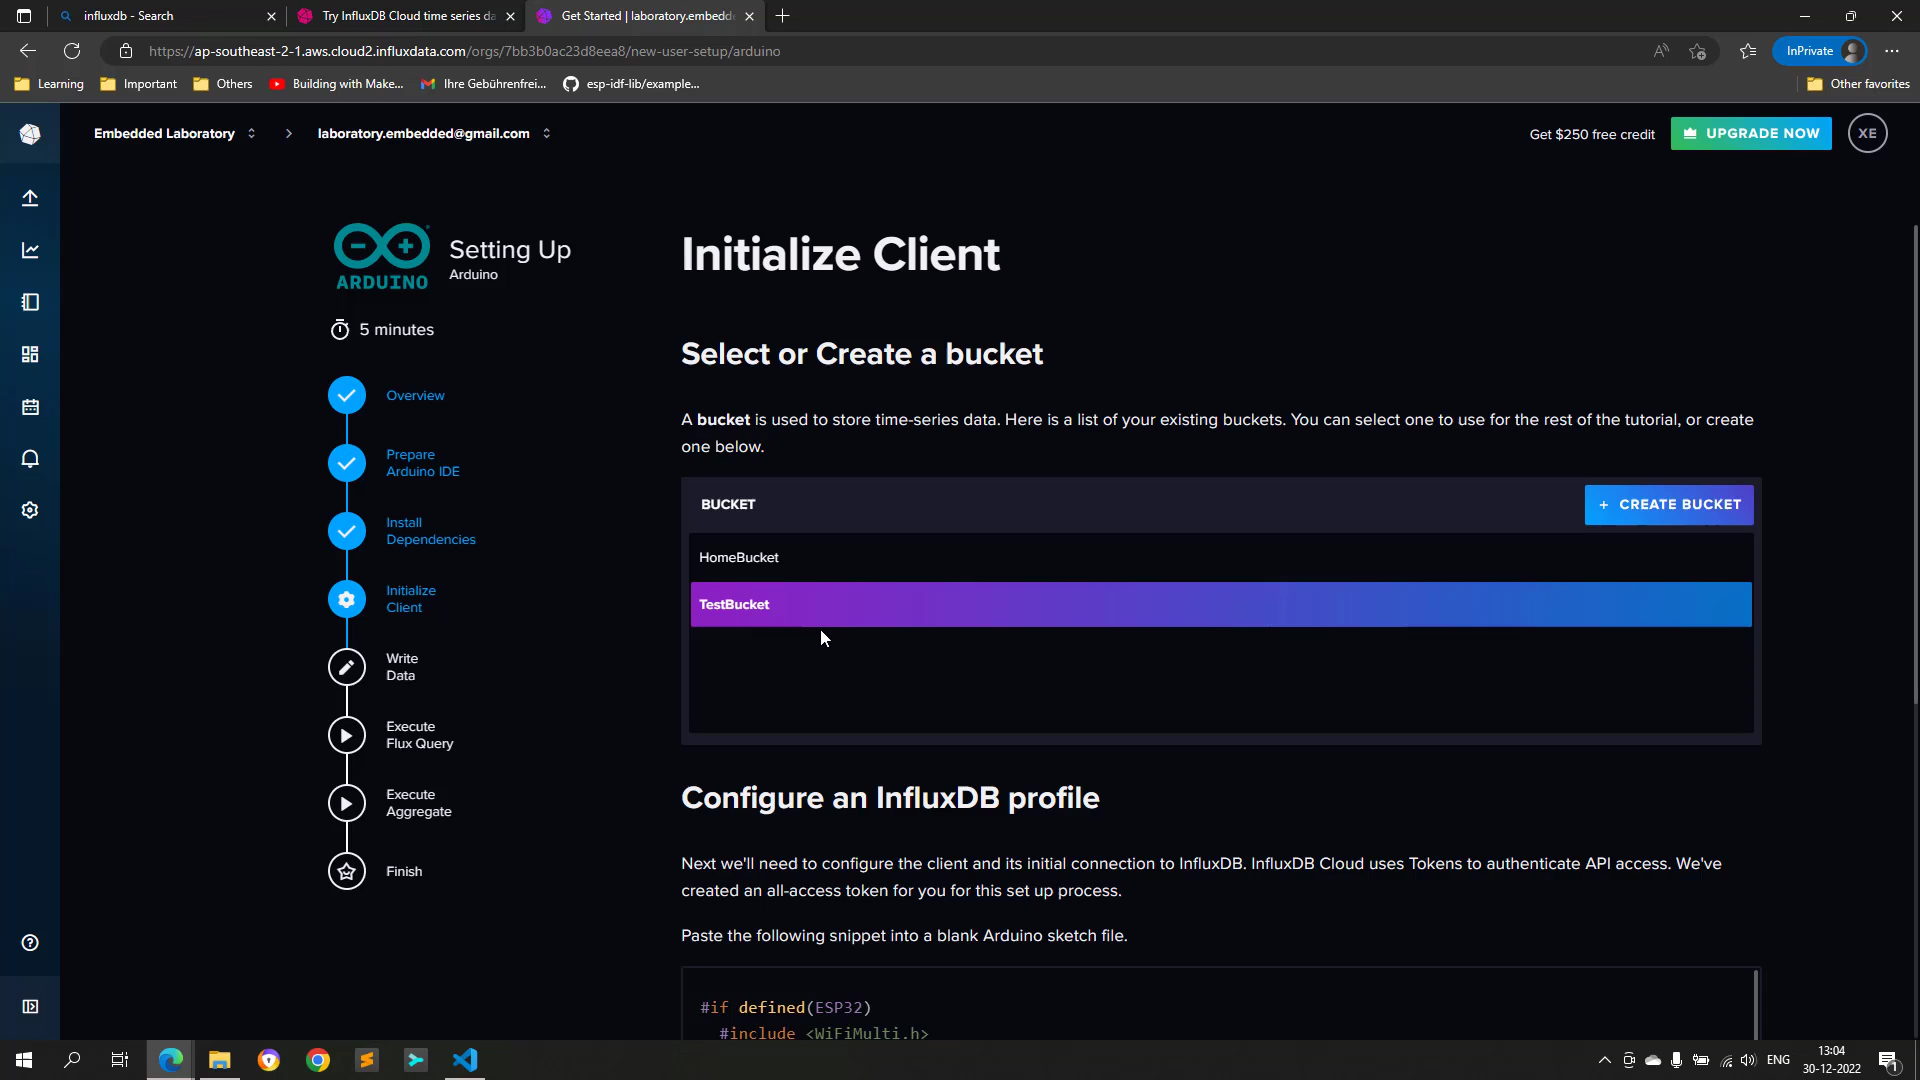 influxdb - Search
Try InfluxDB Cloud time series da
Get Started | laboratory.embedde
https://ap-southeast-2-1.aws.cloud2.influxdata.com/orgs/7bb3b0ac23d8eea8/new-user-setup/arduino
InPrivate
Learning
Important
Others
Building with Make...
Ihre Gebührenfrei...
esp-idf-lib/example...
Other favorites
Embedded Laboratory
laboratory.embedded@gmail.com
Get $250 free credit
UPGRADE NOW
XE
ARDUINO
Setting Up
Arduino
5 minutes
Overview
Prepare
Arduino IDE
Install
Dependencies
Initialize
Client
Write
Data
Execute
Flux Query
Execute
Aggregate
Finish
Initialize Client
Select or Create a bucket
A bucket is used to store time-series data. Here is a list of your existing buckets. You can select one to use for the rest of the tutorial, or create
one below.
BUCKET
+ CREATE BUCKET
HomeBucket
TestBucket
Configure an InfluxDB profile
Next we'll need to configure the client and its initial connection to InfluxDB. InfluxDB Cloud uses Tokens to authenticate API access. We've
created an all-access token for you for this set up process.
Paste the following snippet into a blank Arduino sketch file.
#if defined(ESP32)
#include <WiFiMulti.h>
ENG
13:04
30-12-2022
1